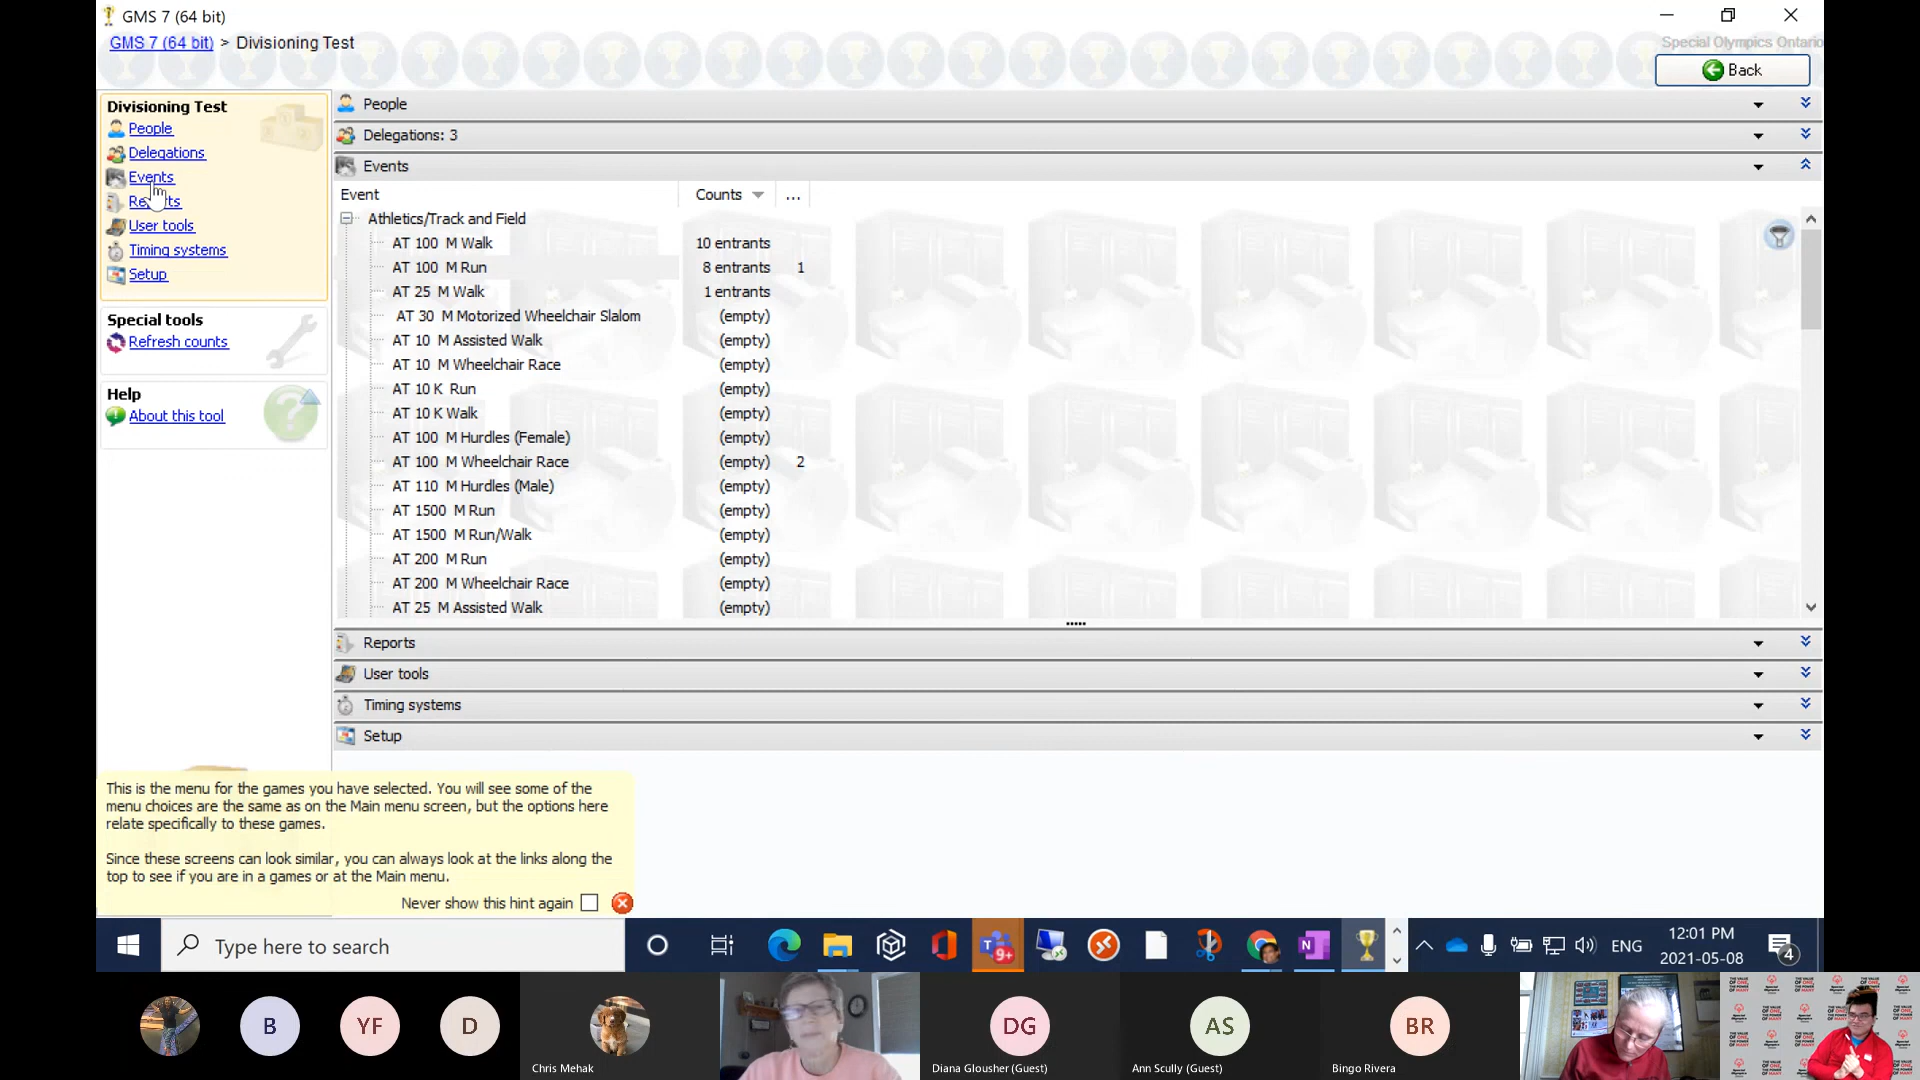 GMS 7 (64 bit)
GMS 7 (64 bit) > Divisioning Test
Special Olympics Ontario
Back
Divisioning Test
People
Delegations
Events
Reports
User tools
Timing systems
Setup
Special tools
Refresh counts
Help
About this tool
People
Delegations: 3
Events
Event Counts ...
Athletics/Track and Field
AT 100 M Walk 10 entrants
AT 100 M Run 8 entrants 1
AT 25 M Walk 1 entrants
AT 30 M Motorized Wheelchair Slalom (empty)
AT 10 M Assisted Walk (empty)
AT 10 M Wheelchair Race (empty)
AT 10 K Run (empty)
AT 10 K Walk (empty)
AT 100 M Hurdles (Female) (empty)
AT 100 M Wheelchair Race (empty) 2
AT 110 M Hurdles (Male) (empty)
AT 1500 M Run (empty)
AT 1500 M Run/Walk (empty)
AT 200 M Run (empty)
AT 200 M Wheelchair Race (empty)
AT 25 M Assisted Walk (empty)
Reports
User tools
Timing systems
Setup
This is the menu for the games you have selected. You will see some of the
menu choices are the same as on the Main menu screen, but the options here
relate specifically to these games.
Since these screens can look similar, you can always look at the links along the
top to see if you are in a games or at the Main menu.
Never show this hint again
Type here to search
9+
ENG
12:01 PM
2021-05-08
4
B
YF
D
Chris Mehak
DG
Diana Glousher (Guest)
AS
Ann Scully (Guest)
BR
Bingo Rivera